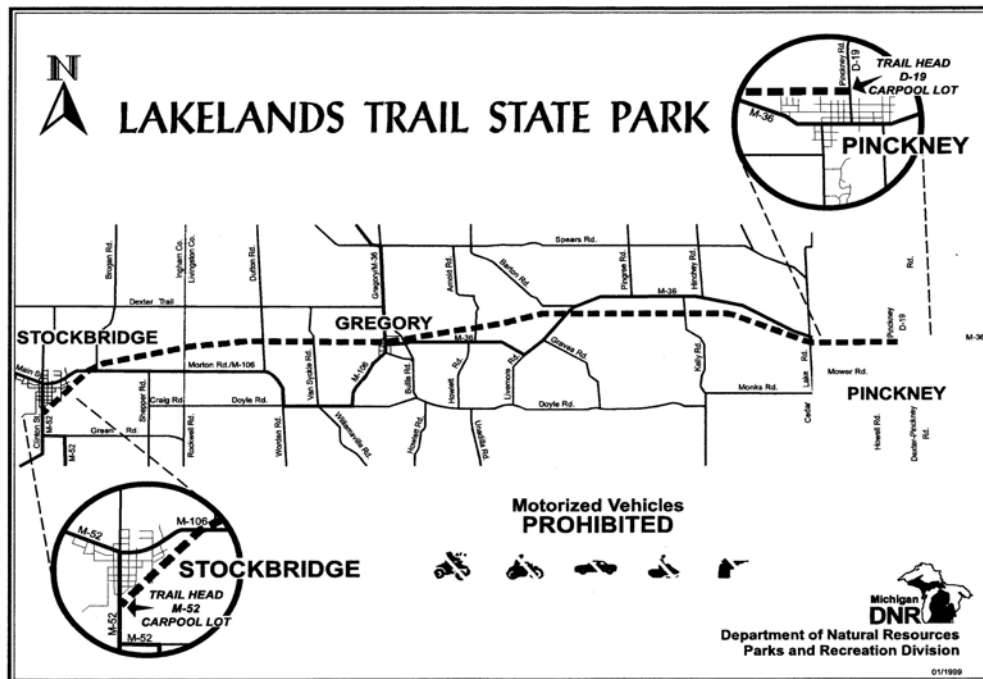 N
LAKELANDS TRAIL STATE PARK
Pinckney Rd.
D-19
TRAIL HEAD
D-19
CARPOOL LOT
M-36
PINCKNEY
Brogan Rd.
Ingham Co.
Livingston Co.
Dutton Rd.
Gregory/M-36
Arnold Rd.
Barton Rd.
Spears Rd.
Pingree Rd.
Hinchey Rd.
M-36
Rd.
Dexter Trail
STOCKBRIDGE
GREGORY
M-36
Pinckney
D-19
M-36
Main St.
Morton Rd./M-106
Van Syckle Rd.
M-106
Bullis Rd.
Howlett Rd.
Livermore Rd.
Graves Rd.
Kelly Rd.
Lake Rd.
Cedar
Mower Rd.
Monks Rd.
PINCKNEY
Clinton St.
M-52
Shepper Rd.
Craig Rd.
Doyle Rd.
Doyle Rd.
Green Rd.
M-52
Rockwell Rd.
Worden Rd.
Williamsville Rd.
Howlett Rd.
Unadilla Rd.
Howell Rd.
Dexter-Pinckney
Rd.
M-106
M-52
STOCKBRIDGE
TRAIL HEAD
M-52
CARPOOL LOT
M-52
M-52
Motorized Vehicles
PROHIBITED
Michigan
DNR
Department of Natural Resources
Parks and Recreation Division
01/1999